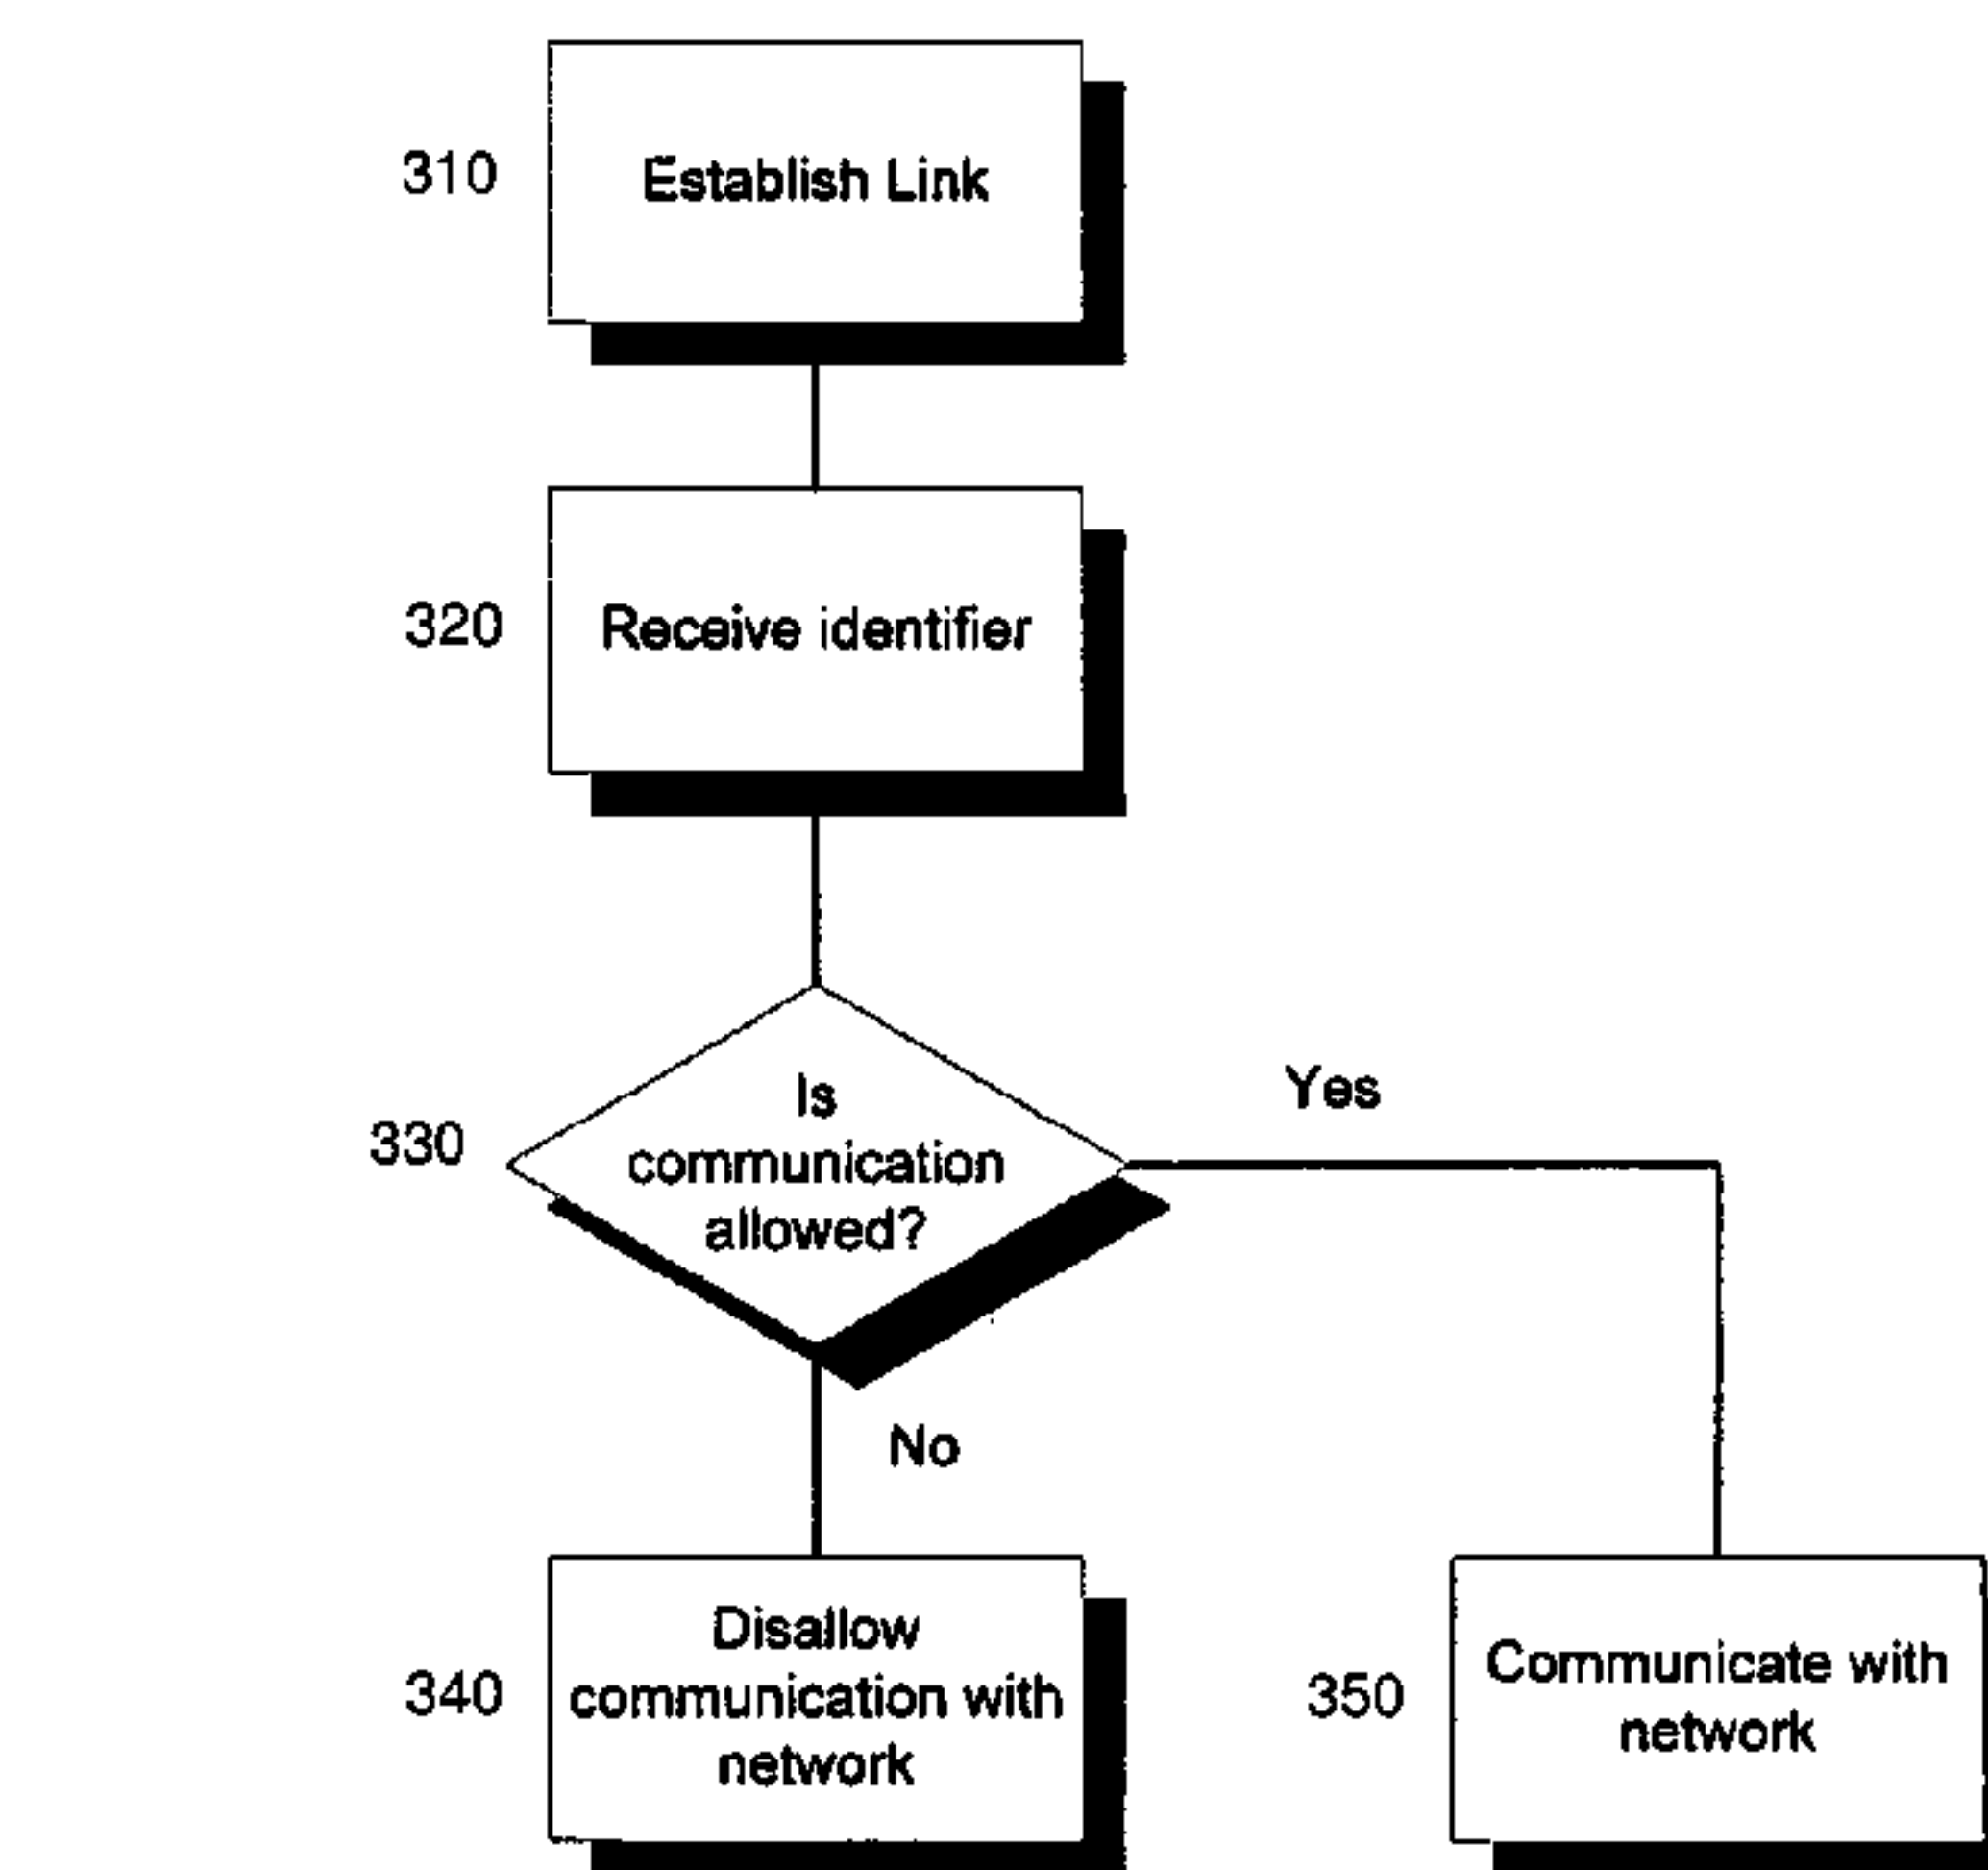 310
Establish Link
320
Receive identifier
330
Is
communication
allowed?
Yes
No
340
Disallow
communication with
network
350
Communicate with
network